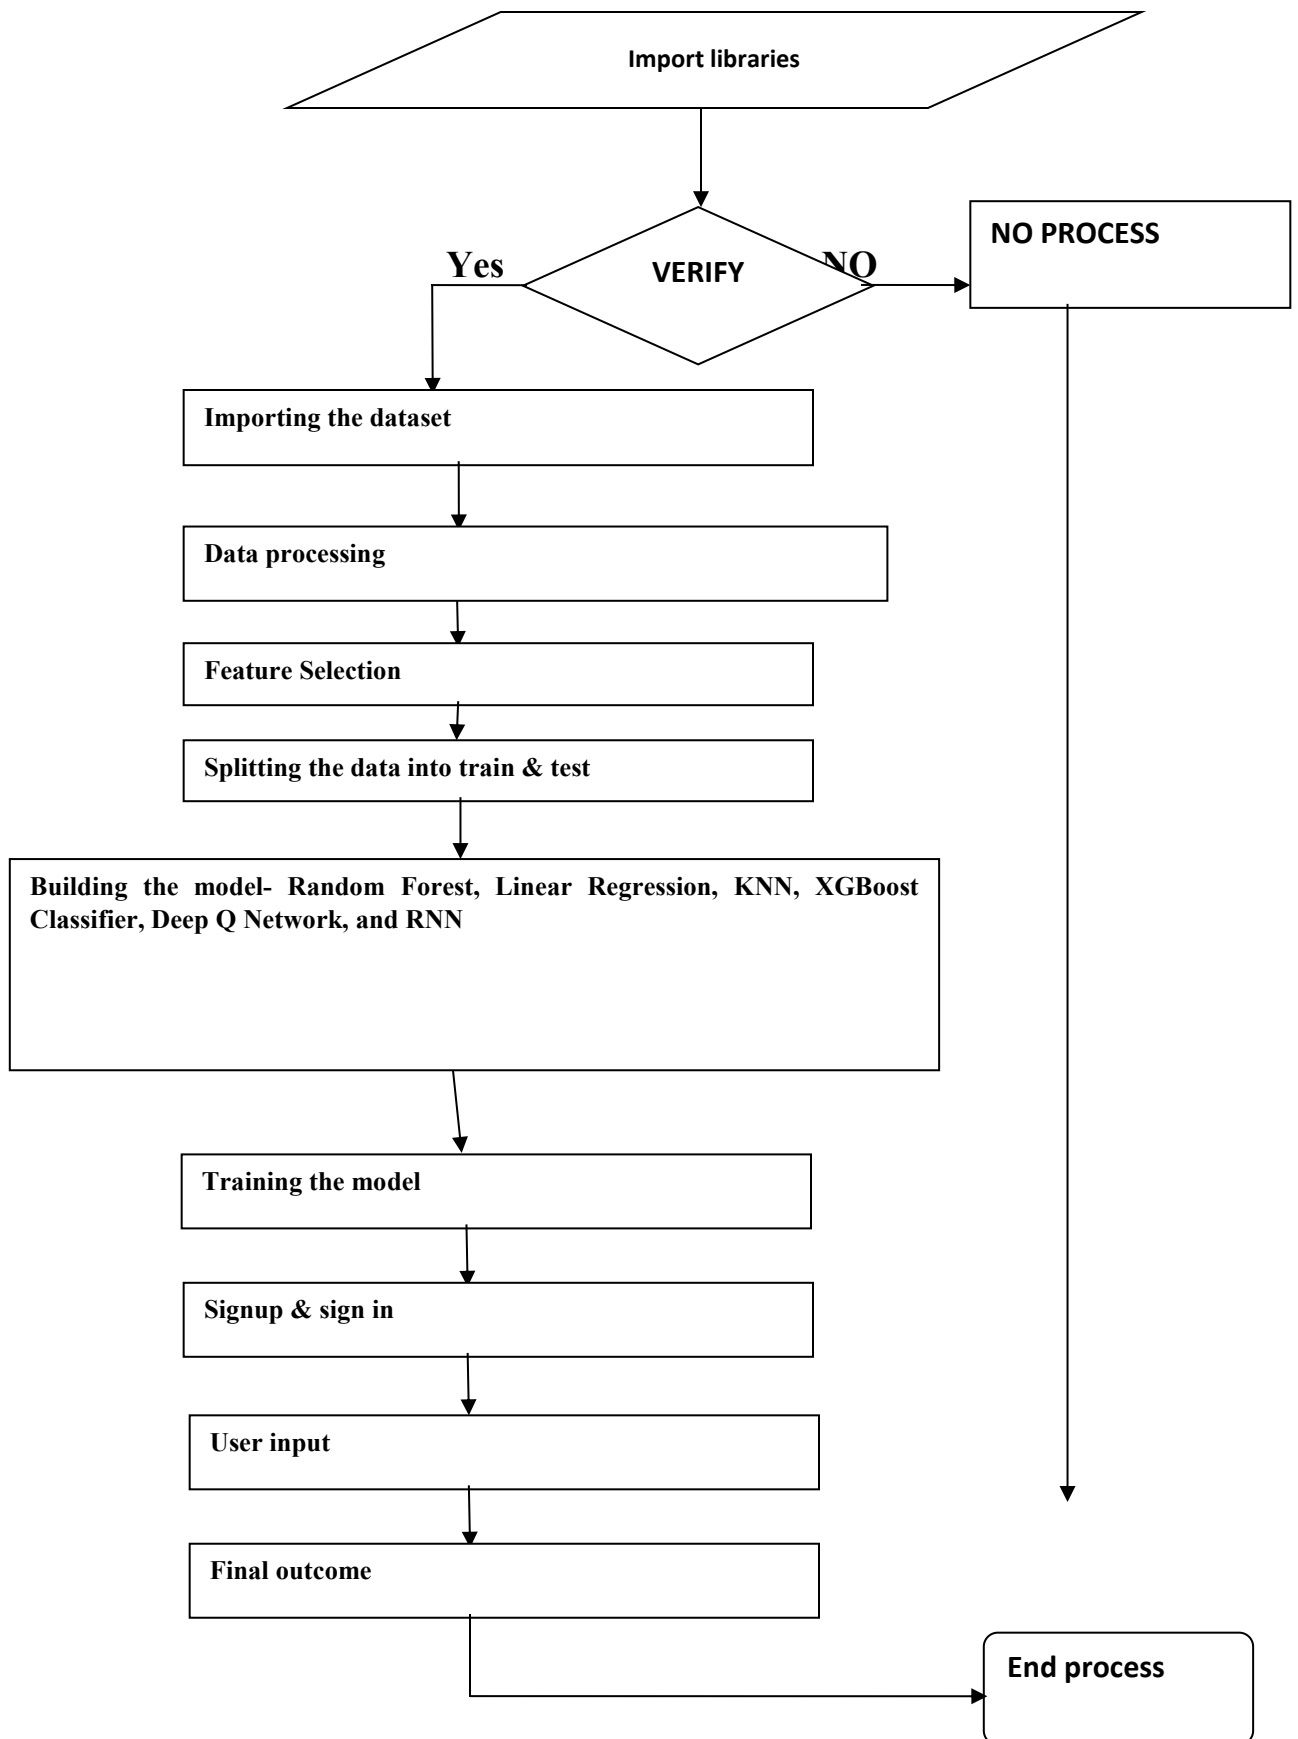 Import libraries
VERIFY
Yes
NO
NO PROCESS
Importing the dataset
Data processing
Feature Selection
Splitting the data into train & test
Building the model- Random Forest, Linear Regression, KNN, XGBoost
Classifier, Deep Q Network, and RNN
Training the model
Signup & sign in
User input
Final outcome
End process